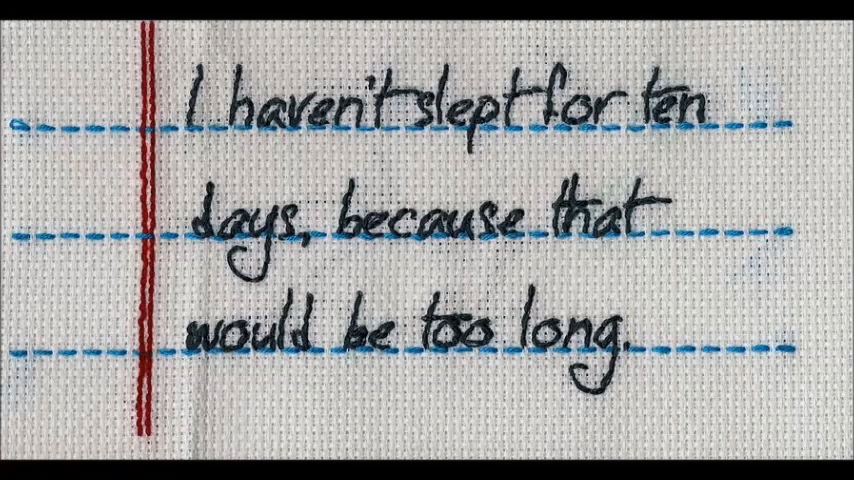 I haven't slept for ten
days, because that
would be too long.